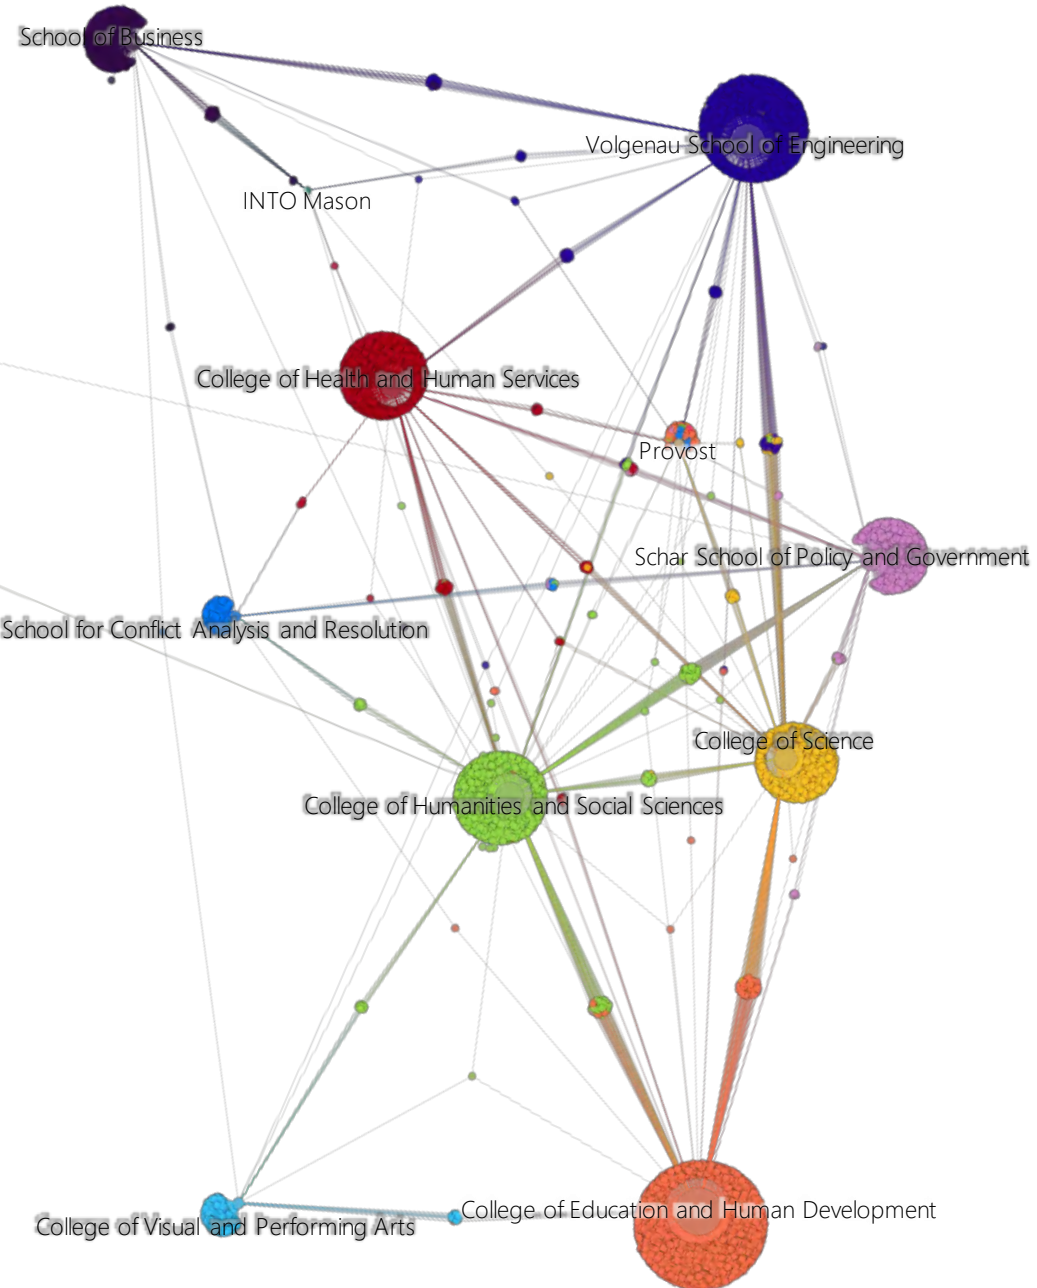 School of Business
Volgenau School of Engineering
INTO Mason
College of Health and Human Services
Provost
Schar School of Policy and Government
School for Conflict Analysis and Resolution
College of Science
College of Humanities and Social Sciences
College of Education and Human Development
College of Visual and Performing Arts